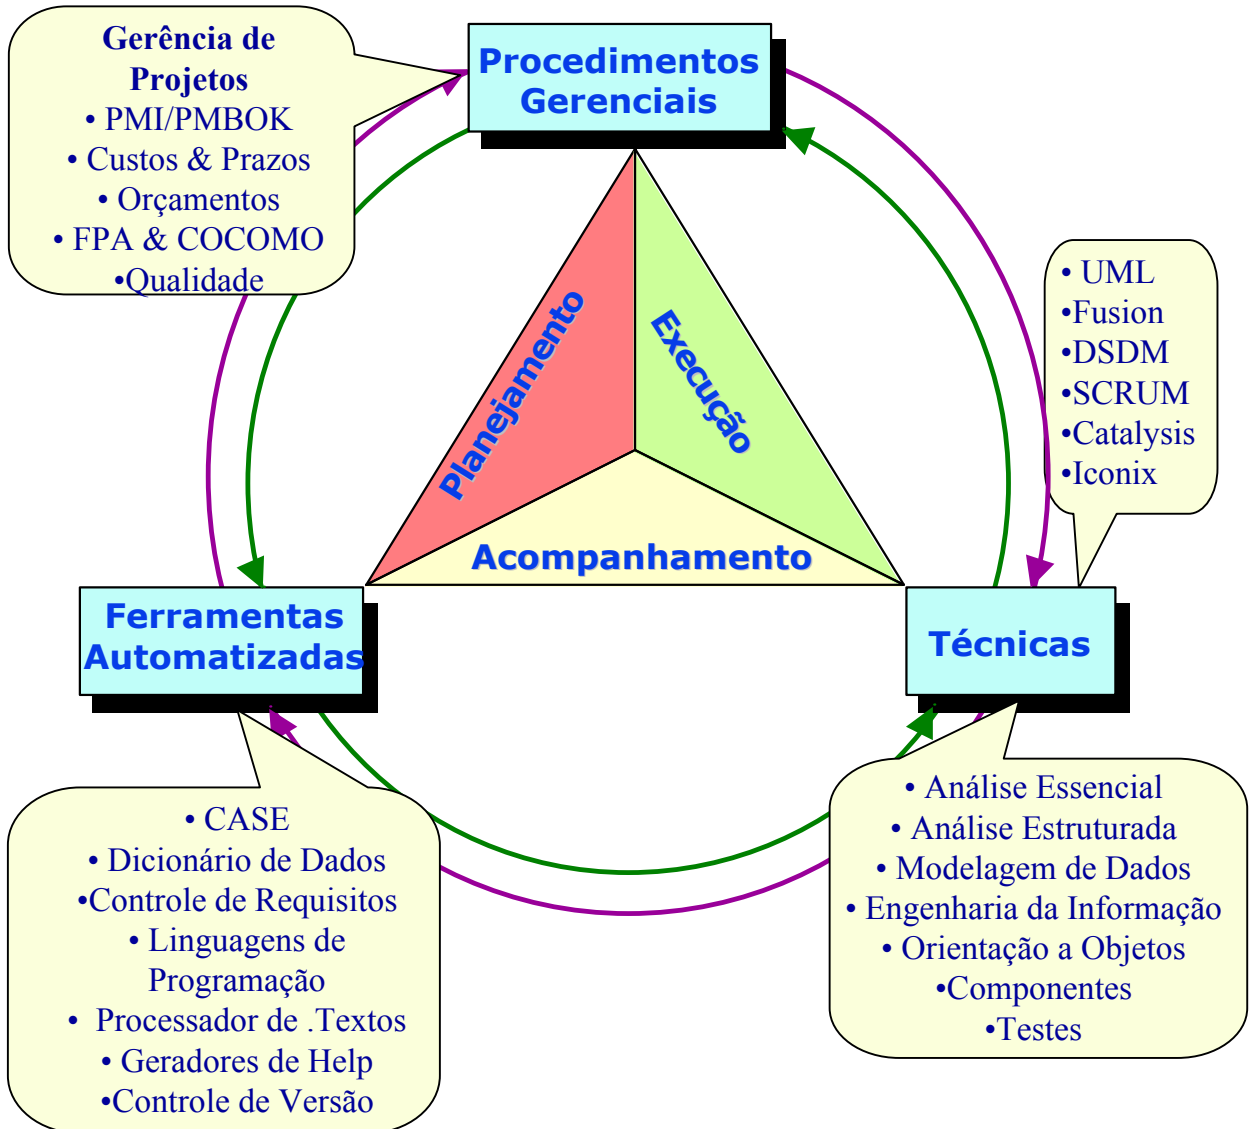 Gerência de
Projetos
• PMI/PMBOK
• Custos & Prazos
• Orçamentos
• FPA & COCOMO
•Qualidade
Procedimentos
Gerenciais
• UML
•Fusion
•DSDM
•SCRUM
•Catalysis
•Iconix
Planejamento
Execução
Acompanhamento
Ferramentas
Automatizadas
Técnicas
• CASE
• Dicionário de Dados
•Controle de Requisitos
• Linguagens de
Programação
• Processador de .Textos
• Geradores de Help
•Controle de Versão
• Análise Essencial
• Análise Estruturada
• Modelagem de Dados
• Engenharia da Informação
• Orientação a Objetos
•Componentes
•Testes